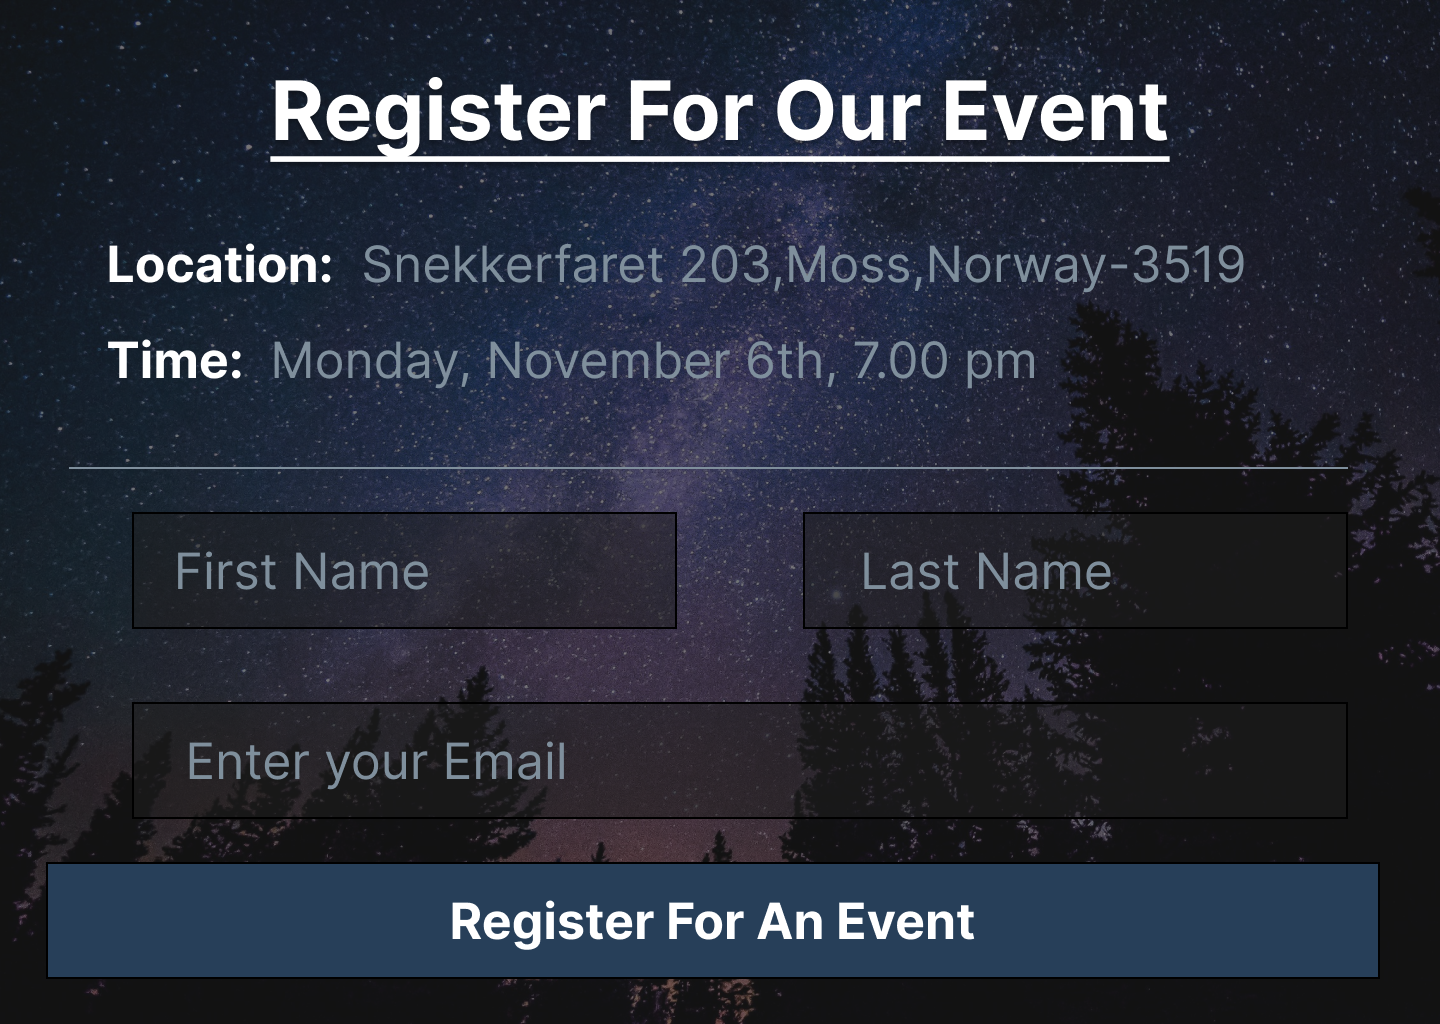 Register For Our Event
Location: Snekkerfaret 203,Moss,Norway-3519
Time: Monday, November 6th, 7.00 pm
First Name Last Name
Enter your Email
Register For An Event